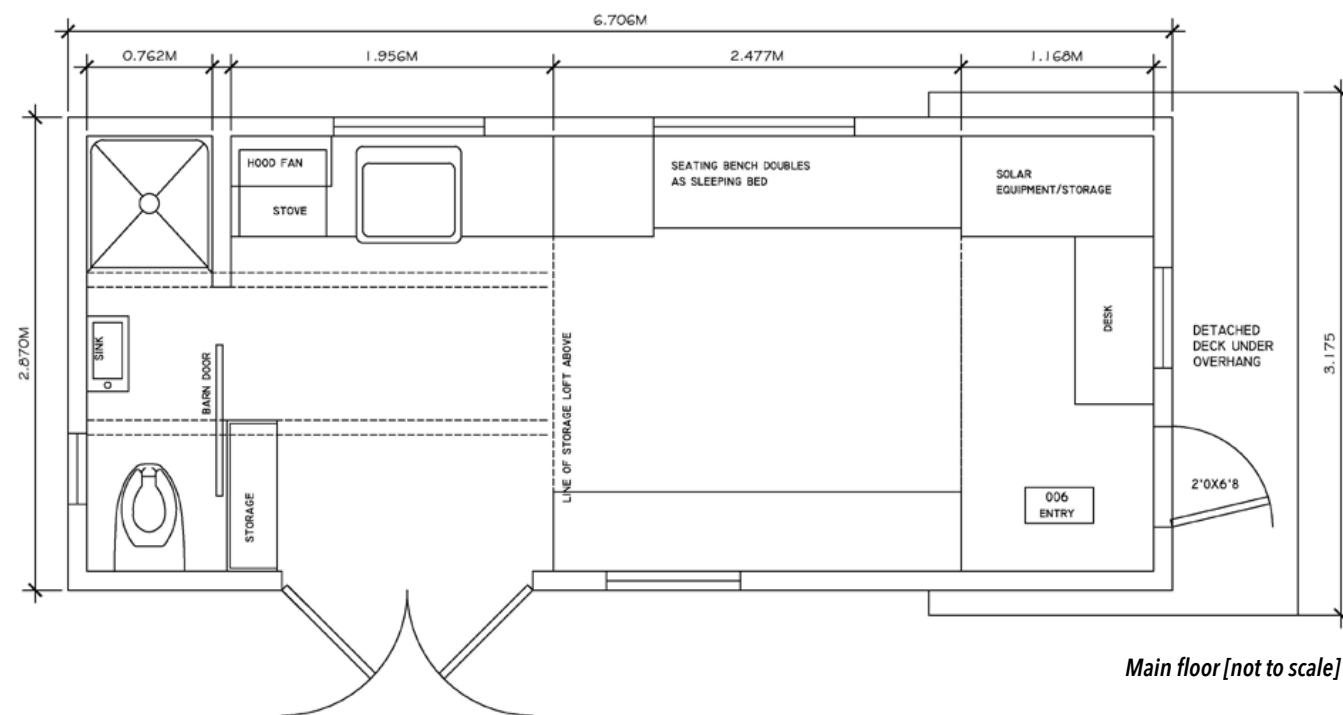 6.706M
0.762M
1.956M
2.477M
1.168M
HOOD FAN
STOVE
SEATING BENCH DOUBLES
AS SLEEPING BED
SOLAR
EQUIPMENT/STORAGE
2.870M
SINK
BARN DOOR
LINE OF STORAGE LOFT ABOVE
DESK
DETACHED
DECK UNDER
OVERHANG
3.175
STORAGE
006
ENTRY
2'0X6'8
Main floor [not to scale]